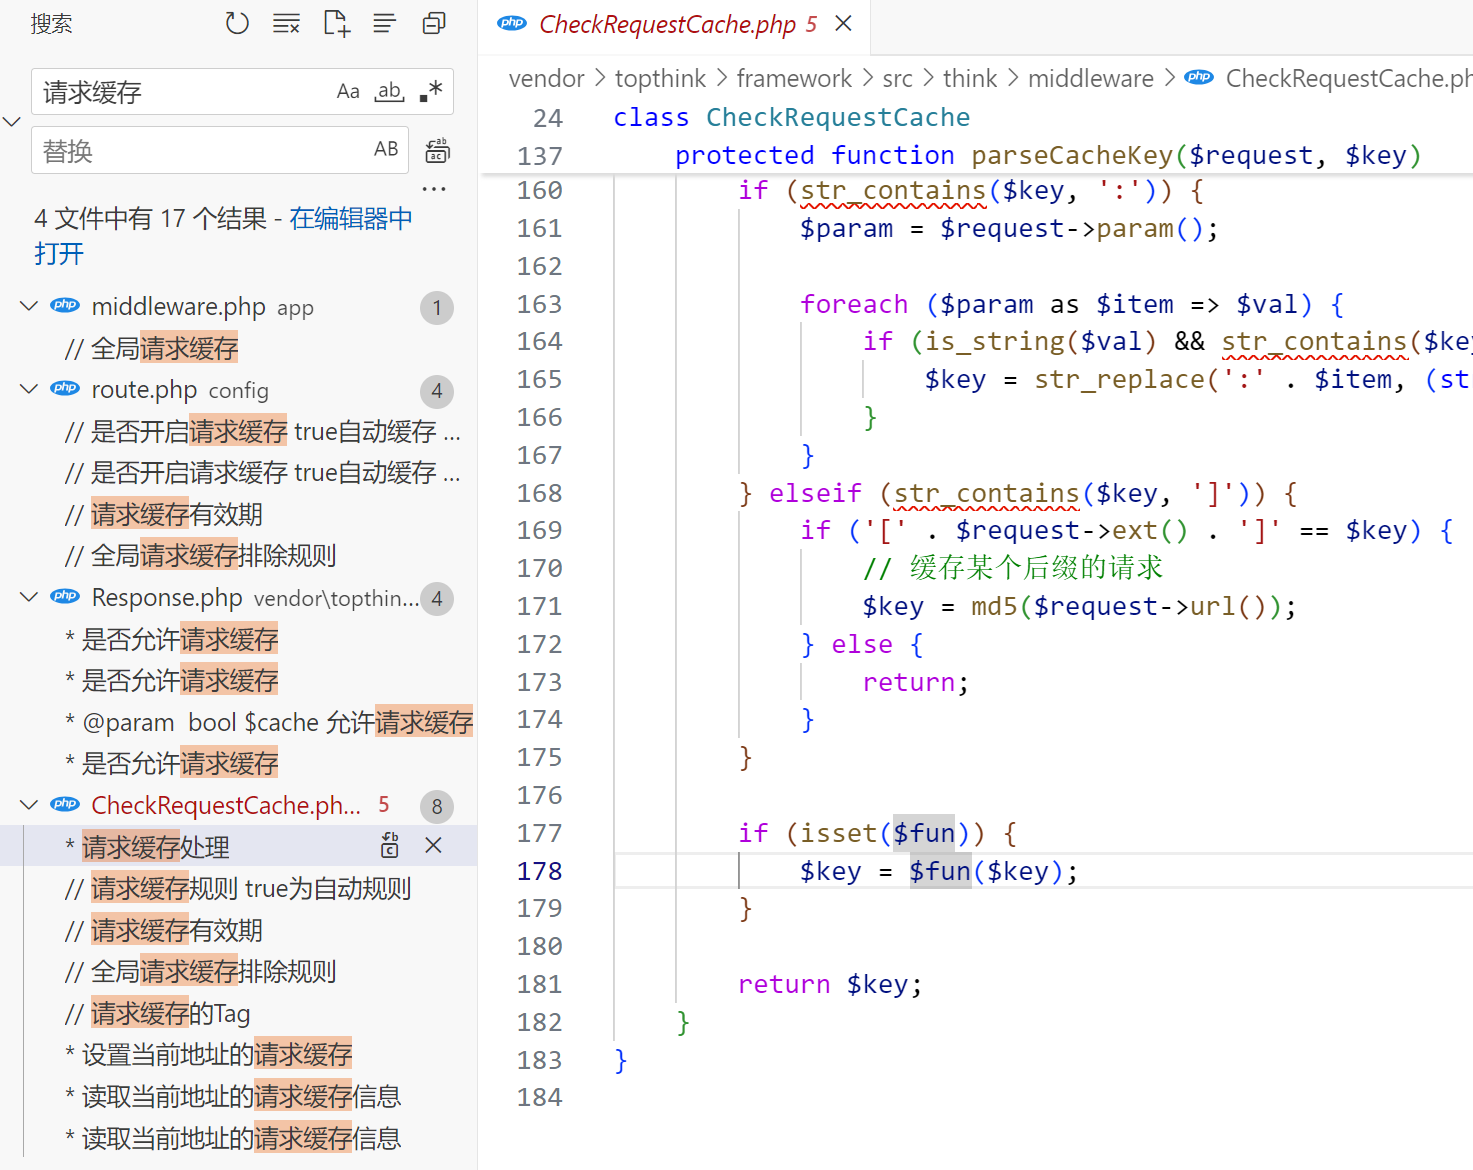 搜索
请求缓存 Aa ab .*
替换 AB
4 文件中有 17 个结果 - 在编辑器中
打开
php middleware.php app 1
// 全局请求缓存
php route.php config 4
// 是否开启请求缓存 true自动缓存 ...
// 是否开启请求缓存 true自动缓存 ...
// 请求缓存有效期
// 全局请求缓存排除规则
php Response.php vendor\topthin... 4
* 是否允许请求缓存
* 是否允许请求缓存
* @param bool $cache 允许请求缓存
* 是否允许请求缓存
php CheckRequestCache.ph... 5 8
* 请求缓存处理
// 请求缓存规则 true为自动规则
// 请求缓存有效期
// 全局请求缓存排除规则
// 请求缓存的Tag
* 设置当前地址的请求缓存
* 读取当前地址的请求缓存信息
* 读取当前地址的请求缓存信息
php CheckRequestCache.php 5
vendor > topthink > framework > src > think > middleware > php CheckRequestCache.ph
24 class CheckRequestCache
137 protected function parseCacheKey($request, $key)
160 if (str_contains($key, ':')) {
161 $param = $request->param();
162
163 foreach ($param as $item => $val) {
164 if (is_string($val) && str_contains($key
165 $key = str_replace(':' . $item, (st
166 }
167 }
168 } elseif (str_contains($key, ']')) {
169 if ('[' . $request->ext() . ']' == $key) {
170 // 缓存某个后缀的请求
171 $key = md5($request->url());
172 } else {
173 return;
174 }
175 }
176
177 if (isset($fun)) {
178 $key = $fun($key);
179 }
180
181 return $key;
182 }
183 }
184